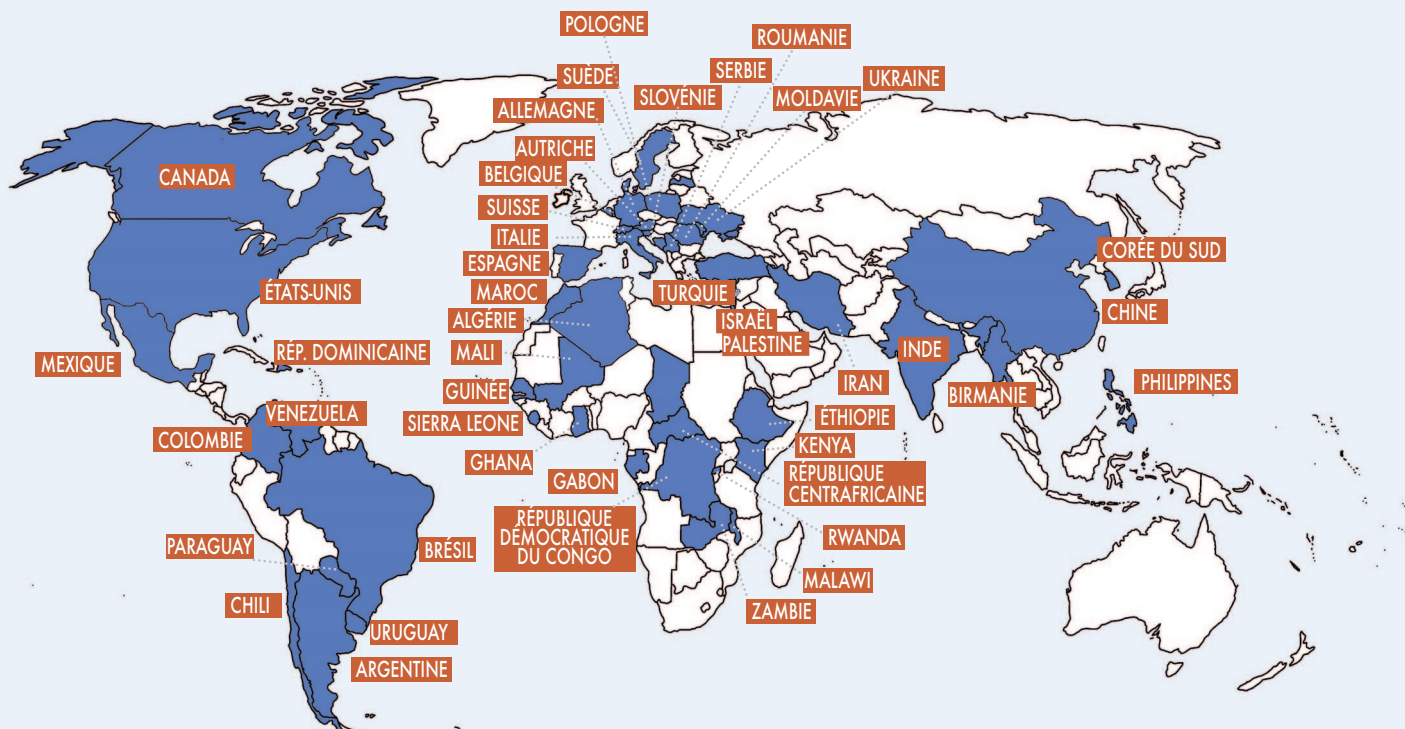 POLOGNE
ROUMANIE
SUÈDE
SERBIE
UKRAINE
SLOVÉNIE
MOLDAVIE
ALLEMAGNE
AUTRICHE
BELGIQUE
CANADA
SUISSE
ITALIE
CORÉE DU SUD
ESPAGNE
ÉTATS-UNIS
MAROC
TURQUIE
CHINE
ALGÉRIE
ISRAËL
PALESTINE
INDE
RÉP. DOMINICAINE
MALI
MEXIQUE
IRAN
PHILIPPINES
GUINÉE
BIRMANIE
VENEZUELA
ÉTHIOPIE
SIERRA LEONE
COLOMBIE
KENYA
GHANA
GABON
RÉPUBLIQUE
CENTRAFRICAINE
RÉPUBLIQUE
DÉMOCRATIQUE
DU CONGO
RWANDA
PARAGUAY
BRÉSIL
MALAWI
CHILI
ZAMBIE
URUGUAY
ARGENTINE